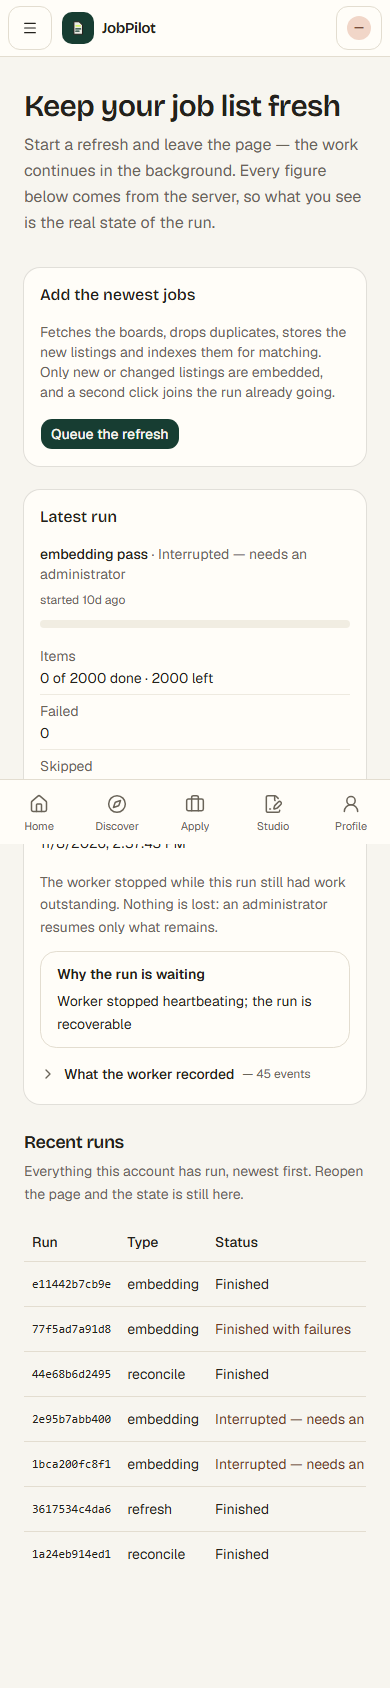 JobPilot
Keep your job list fresh
Start a refresh and leave the page — the work
continues in the background. Every figure
below comes from the server, so what you see
is the real state of the run.
Add the newest jobs
Fetches the boards, drops duplicates, stores the
new listings and indexes them for matching.
Only new or changed listings are embedded,
and a second click joins the run already going.
Queue the refresh
Latest run
embedding pass · Interrupted — needs an
administrator
started 10d ago
Items
0 of 2000 done · 2000 left
Failed
0
Skipped
Home Discover Apply Studio Profile
The worker stopped while this run still had work
outstanding. Nothing is lost: an administrator
resumes only what remains.
Why the run is waiting
Worker stopped heartbeating; the run is
recoverable
What the worker recorded — 45 events
Recent runs
Everything this account has run, newest first. Reopen
the page and the state is still here.
Run Type Status
e11442b7cb9e embedding Finished
77f5ad7a91d8 embedding Finished with failures
44e68b6d2495 reconcile Finished
2e95b7abb400 embedding Interrupted — needs an
1bca200fc8f1 embedding Interrupted — needs an
3617534c4da6 refresh Finished
1a24eb914ed1 reconcile Finished